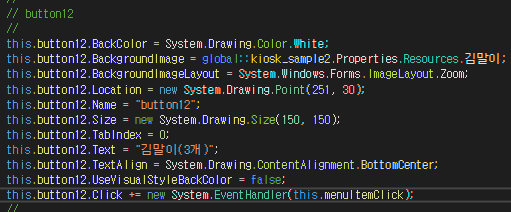 //
// button12
//
this.button12.BackColor = System.Drawing.Color.White;
this.button12.BackgroundImage = global::kiosk_sample2.Properties.Resources.김말이;
this.button12.BackgroundImageLayout = System.Windows.Forms.ImageLayout.Zoom;
this.button12.Location = new System.Drawing.Point(251, 30);
this.button12.Name = "button12";
this.button12.Size = new System.Drawing.Size(150, 150);
this.button12.TabIndex = 0;
this.button12.Text = "김말이(3개)";
this.button12.TextAlign = System.Drawing.ContentAlignment.BottomCenter;
this.button12.UseVisualStyleBackColor = false;
this.button12.Click += new System.EventHandler(this.menuItemClick);
//